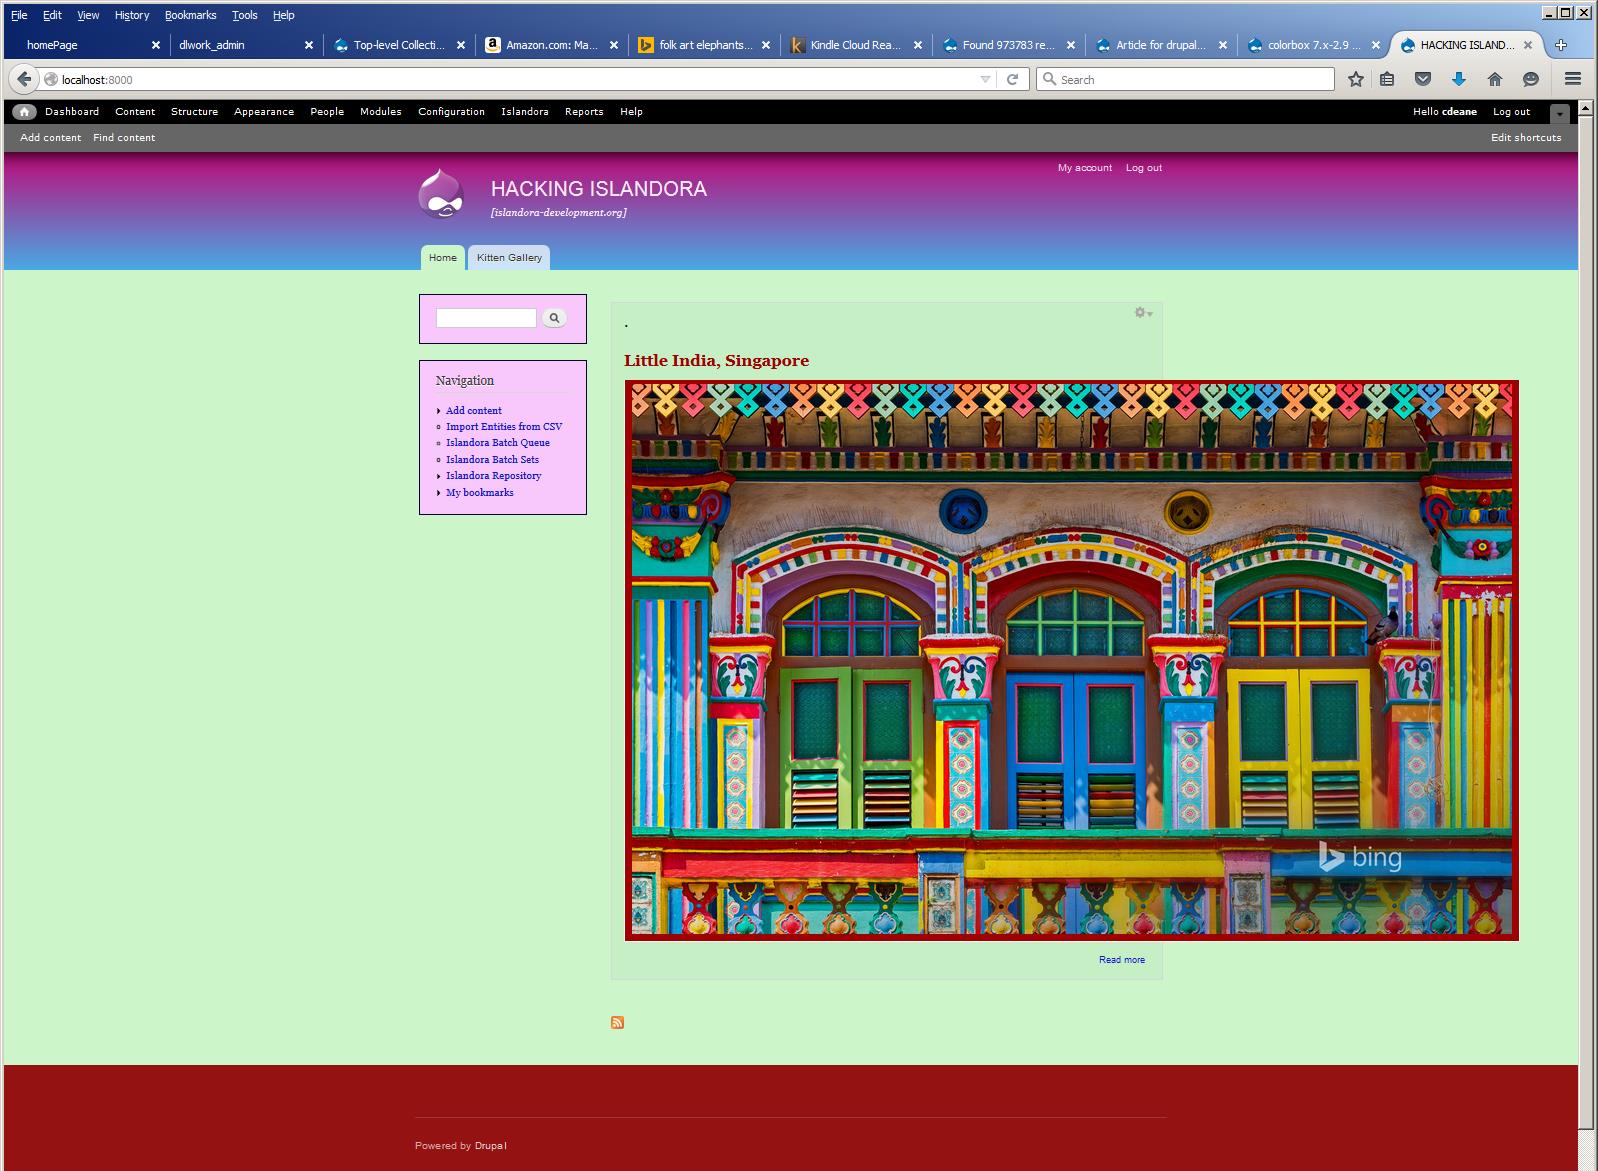 File Edit View History Bookmarks Tools Help
homePage dlwork_admin Top-level Collecti... Amazon.com: Ma... folk art elephants... Kindle Cloud Rea... Found 973783 re... Article for drupal... colorbox 7.x-2.9 ... HACKING ISLAND...
localhost:8000 Search
Dashboard Content Structure Appearance People Modules Configuration Islandora Reports Help Hello cdeane Log out
Add content Find content Edit shortcuts
My account Log out
HACKING ISLANDORA
[islandora-development.org]
Home Kitten Gallery
.
Little India, Singapore
Navigation
Add content
Import Entities from CSV
Islandora Batch Queue
Islandora Batch Sets
Islandora Repository
My bookmarks
bing
Read more
Powered by Drupal